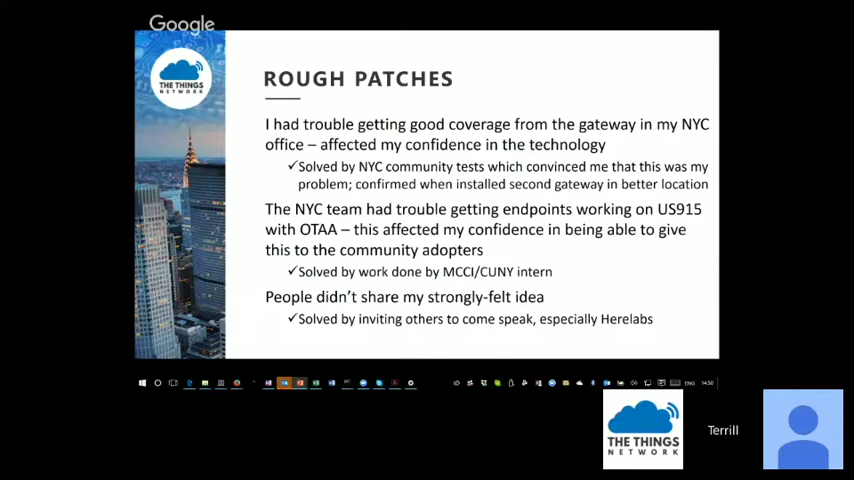 Google
THE THINGS
NETWORK
ROUGH PATCHES
I had trouble getting good coverage from the gateway in my NYC
office – affected my confidence in the technology
✓Solved by NYC community tests which convinced me that this was my
problem; confirmed when installed second gateway in better location
The NYC team had trouble getting endpoints working on US915
with OTAA – this affected my confidence in being able to give
this to the community adopters
✓Solved by work done by MCCI/CUNY intern
People didn’t share my strongly-felt idea
✓Solved by inviting others to come speak, especially Herelabs
ENG 14:50
THE THINGS
NETWORK
Terrill